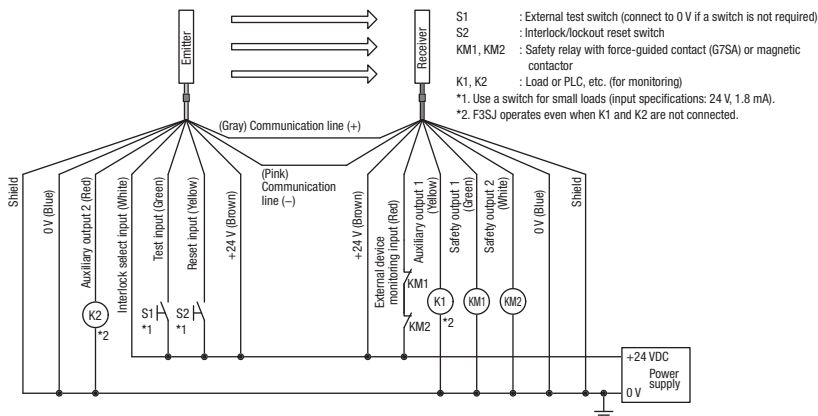 Emitter
Receiver
S1 : External test switch (connect to 0 V if a switch is not required)
S2 : Interlock/lockout reset switch
KM1, KM2 : Safety relay with force-guided contact (G7SA) or magnetic
contactor
K1, K2 : Load or PLC, etc. (for monitoring)
*1. Use a switch for small loads (input specifications: 24 V, 1.8 mA).
*2. F3SJ operates even when K1 and K2 are not connected.
(Gray) Communication line (+)
(Pink)
Communication
line (−)
Shield
0 V (Blue)
Auxiliary output 2 (Red)
Interlock select input (White)
Test input (Green)
Reset input (Yellow)
+24 V (Brown)
+24 V (Brown)
External device
monitoring input (Red)
Auxiliary output 1
(Yellow)
Safety output 1
(Green)
Safety output 2
(White)
0 V (Blue)
Shield
K2
*2
S1
*1
S2
*1
KM1
KM2
K1
*2
KM1
KM2
+24 VDC
Power
supply
0 V